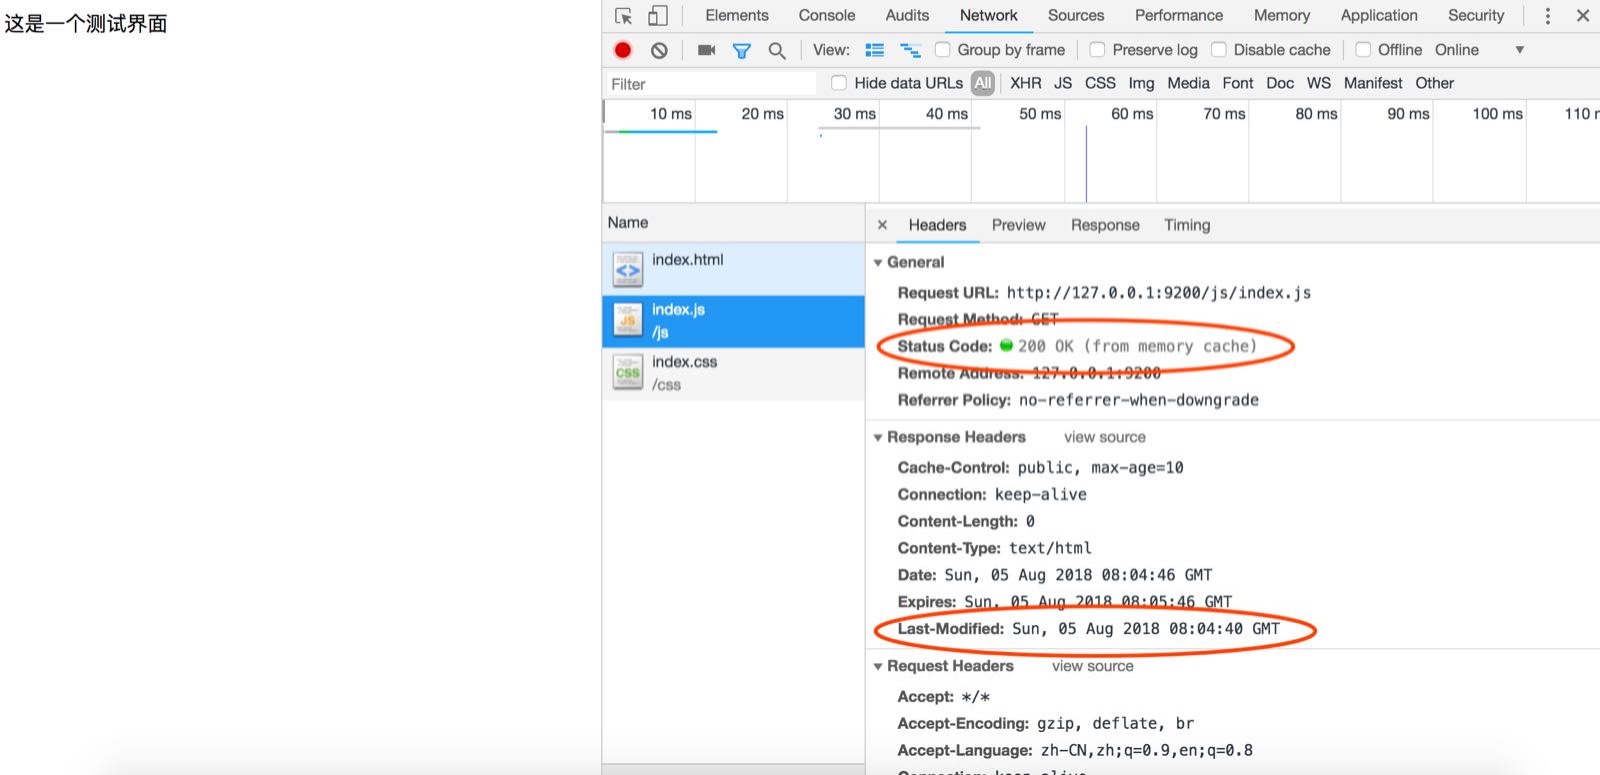 这是一个测试界面
Elements Console Audits Network Sources Performance Memory Application Security
View: Group by frame Preserve log Disable cache Offline Online
Filter Hide data URLs All XHR JS CSS Img Media Font Doc WS Manifest Other
10 ms 20 ms 30 ms 40 ms 50 ms 60 ms 70 ms 80 ms 90 ms 100 ms 110
Name
index.html
JS index.js
/js
CSS index.css
/css
Headers Preview Response Timing
General
Request URL: http://127.0.0.1:9200/js/index.js
Request Method: GET
Status Code: 200 OK (from memory cache)
Remote Address: 127.0.0.1:9200
Referrer Policy: no-referrer-when-downgrade
Response Headers view source
Cache-Control: public, max-age=10
Connection: keep-alive
Content-Length: 0
Content-Type: text/html
Date: Sun, 05 Aug 2018 08:04:46 GMT
Expires: Sun, 05 Aug 2018 08:05:46 GMT
Last-Modified: Sun, 05 Aug 2018 08:04:40 GMT
Request Headers view source
Accept: */*
Accept-Encoding: gzip, deflate, br
Accept-Language: zh-CN,zh;q=0.9,en;q=0.8